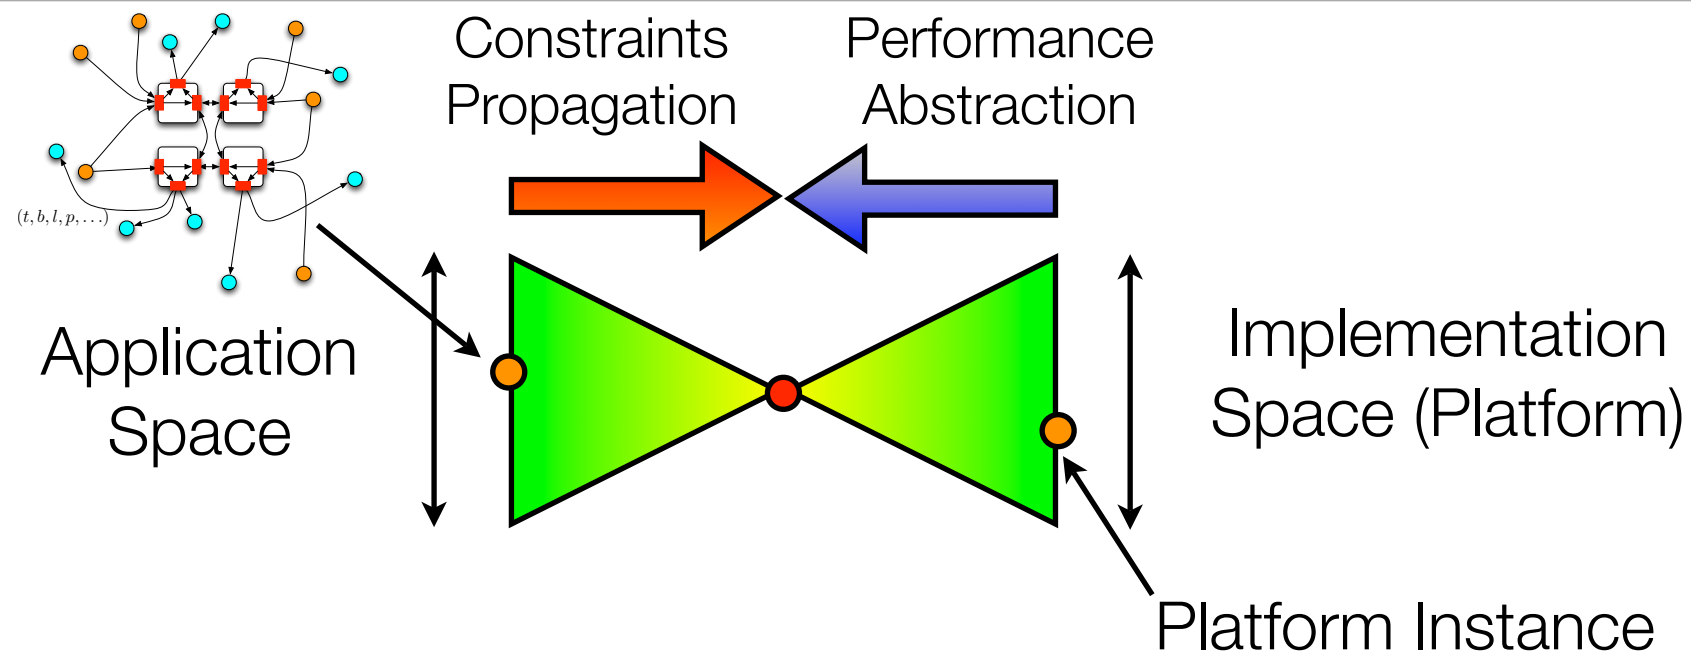 Constraints
Propagation
Performance
Abstraction
(t, b, l, p, . . .)
Application
Space
Implementation
Space (Platform)
Platform Instance